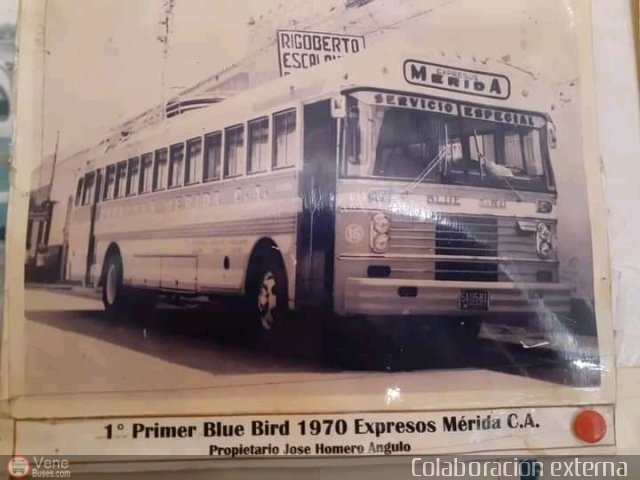 RIGOBERTO
EXPRESOS
MÉRIDA
SERVICIO ESPECIAL
BLUE BIRD
16
1° Primer Blue Bird 1970 Expresos Mérida C.A.
Propietario Jose Homero Angulo
Vene
Buses.com
Colaboración externa